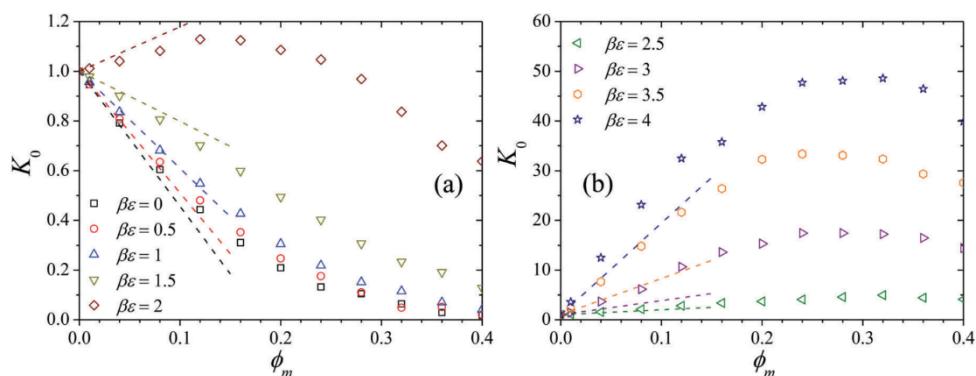 1.2
1.0
0.8
0.6
0.4
0.2
0.0
K₀
(a)
βε = 0
βε = 0.5
βε = 1
βε = 1.5
βε = 2
0.0 0.1 0.2 0.3 0.4
ϕₘ
60
50
40
30
20
10
0
K₀
(b)
βε = 2.5
βε = 3
βε = 3.5
βε = 4
0.0 0.1 0.2 0.3 0.4
ϕₘ